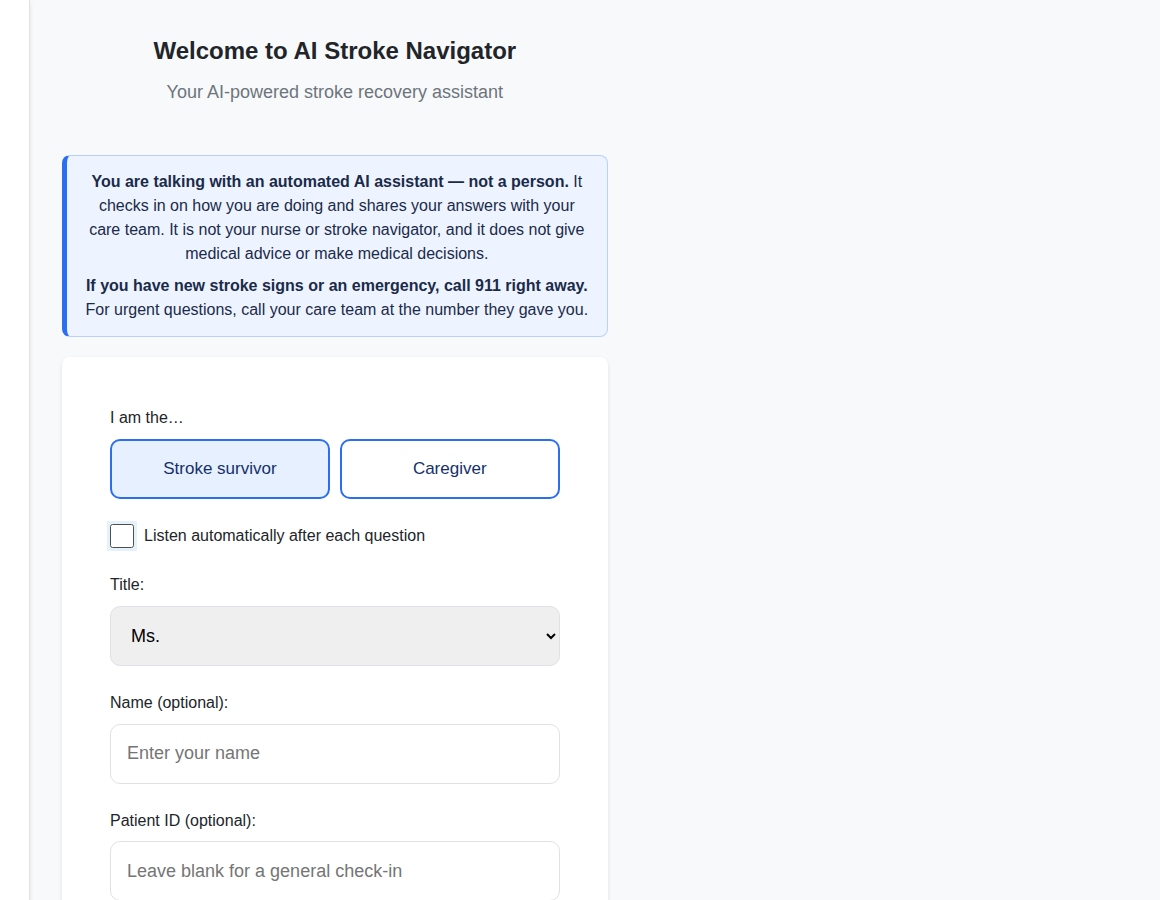 Welcome to AI Stroke Navigator
Your AI-powered stroke recovery assistant
You are talking with an automated AI assistant — not a person. It
checks in on how you are doing and shares your answers with your
care team. It is not your nurse or stroke navigator, and it does not give
medical advice or make medical decisions.
If you have new stroke signs or an emergency, call 911 right away.
For urgent questions, call your care team at the number they gave you.
I am the…
Stroke survivor
Caregiver
Listen automatically after each question
Title:
Ms.
Name (optional):
Enter your name
Patient ID (optional):
Leave blank for a general check-in